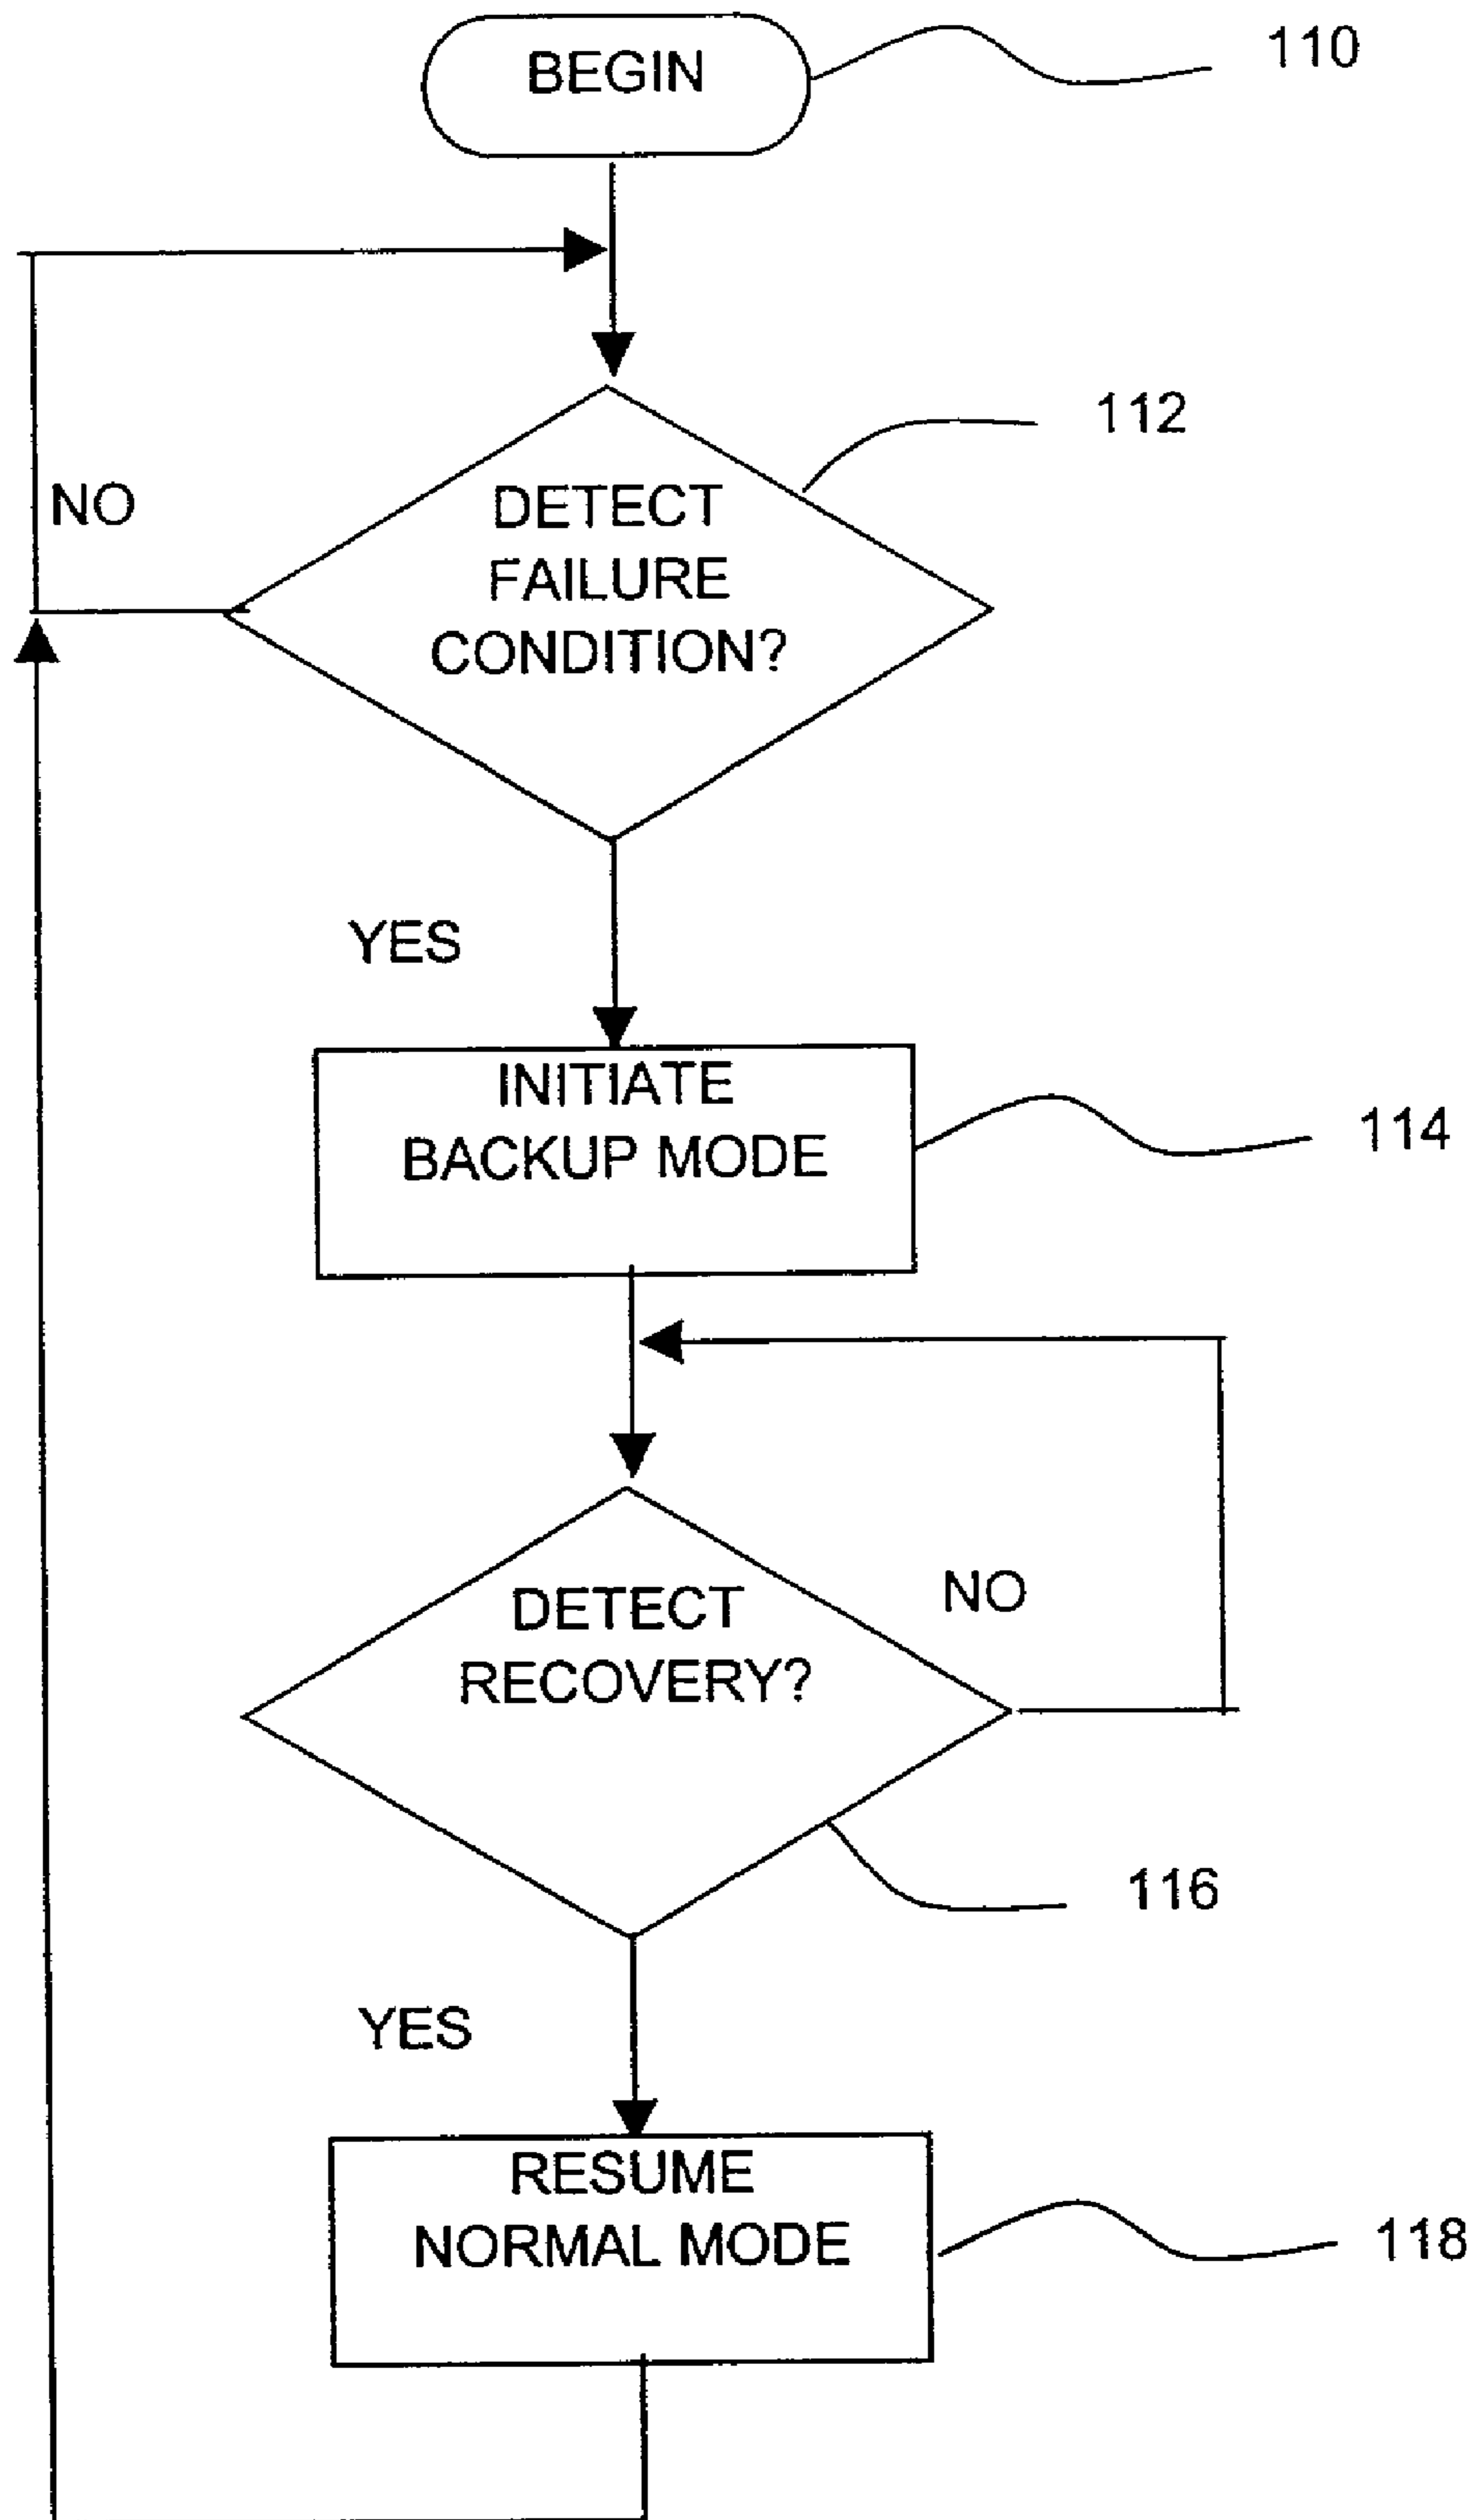 BEGIN
110
112
NO
DETECT
FAILURE
CONDITION?
YES
INITIATE
BACKUP MODE
114
DETECT
RECOVERY?
NO
116
YES
RESUME
NORMAL MODE
118